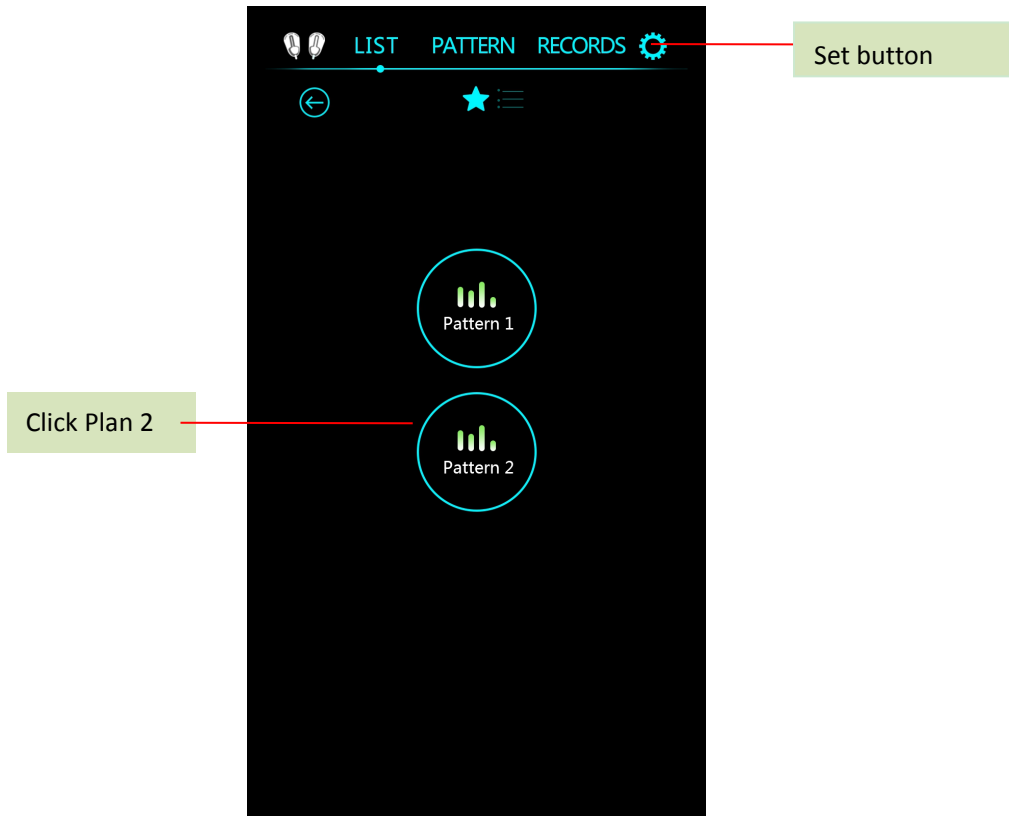 LIST PATTERN RECORDS
Set button
Pattern 1
Click Plan 2
Pattern 2